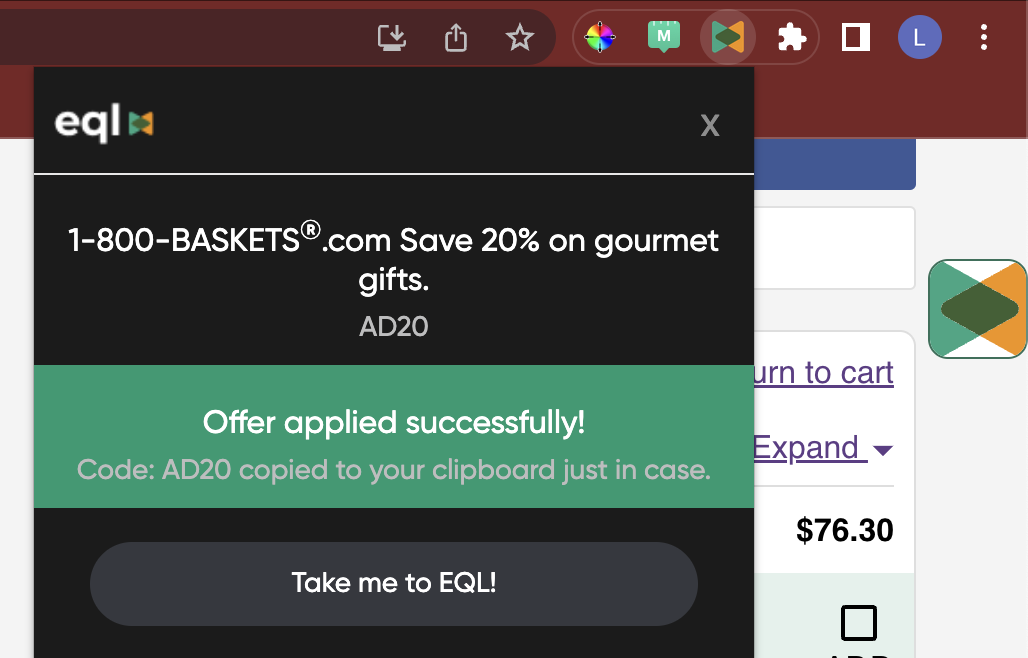 M
L
eql
X
1-800-BASKETS®.com Save 20% on gourmet
gifts.
AD20
Offer applied successfully!
Code: AD20 copied to your clipboard just in case.
Take me to EQL!
urn to cart
Expand
$76.30